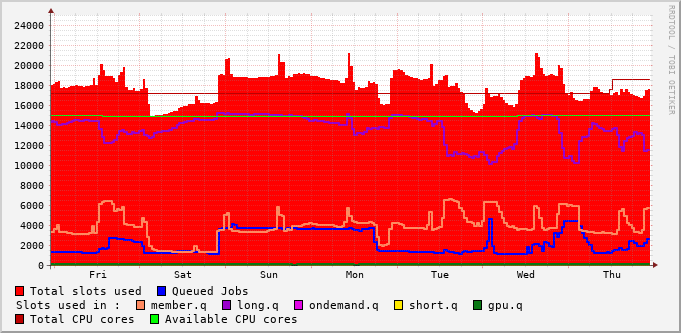 RRDTOOL / TOBI OETIKER
24000
22000
20000
18000
16000
14000
12000
10000
8000
6000
4000
2000
0
Fri Sat Sun Mon Tue Wed Thu
Total slots used Queued Jobs
Slots used in : member.q long.q ondemand.q short.q gpu.q
Total CPU cores Available CPU cores